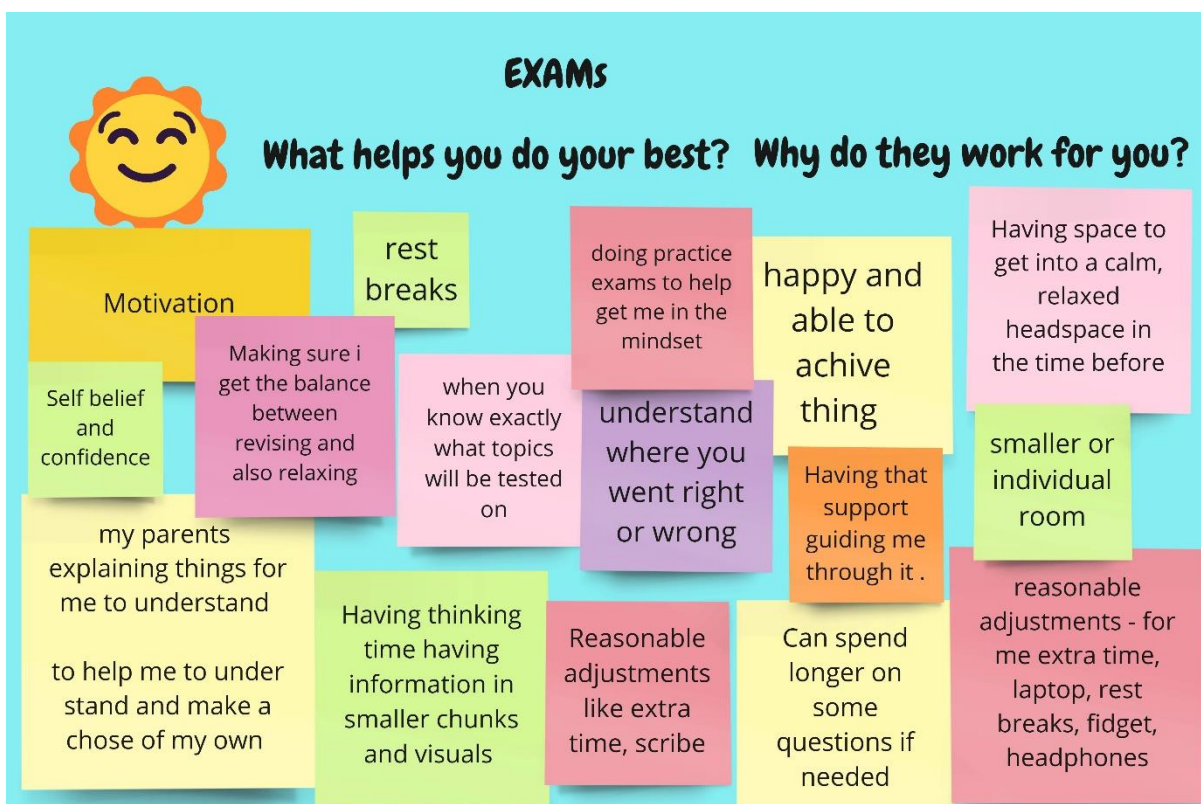 EXAMs
What helps you do your best? Why do they work for you?
Motivation
rest
breaks
doing practice
exams to help
get me in the
mindset
happy and
able to
achive
thing
Having space to
get into a calm,
relaxed
headspace in
the time before
Self belief
and
confidence
Making sure i
get the balance
between
revising and
also relaxing
when you
know exactly
what topics
will be tested
on
understand
where you
went right
or wrong
Having that
support
guiding me
through it .
smaller or
individual
room
my parents
explaining things for
me to understand
to help me to under
stand and make a
chose of my own
Having thinking
time having
information in
smaller chunks
and visuals
Reasonable
adjustments
like extra
time, scribe
Can spend
longer on
some
questions if
needed
reasonable
adjustments - for
me extra time,
laptop, rest
breaks, fidget,
headphones